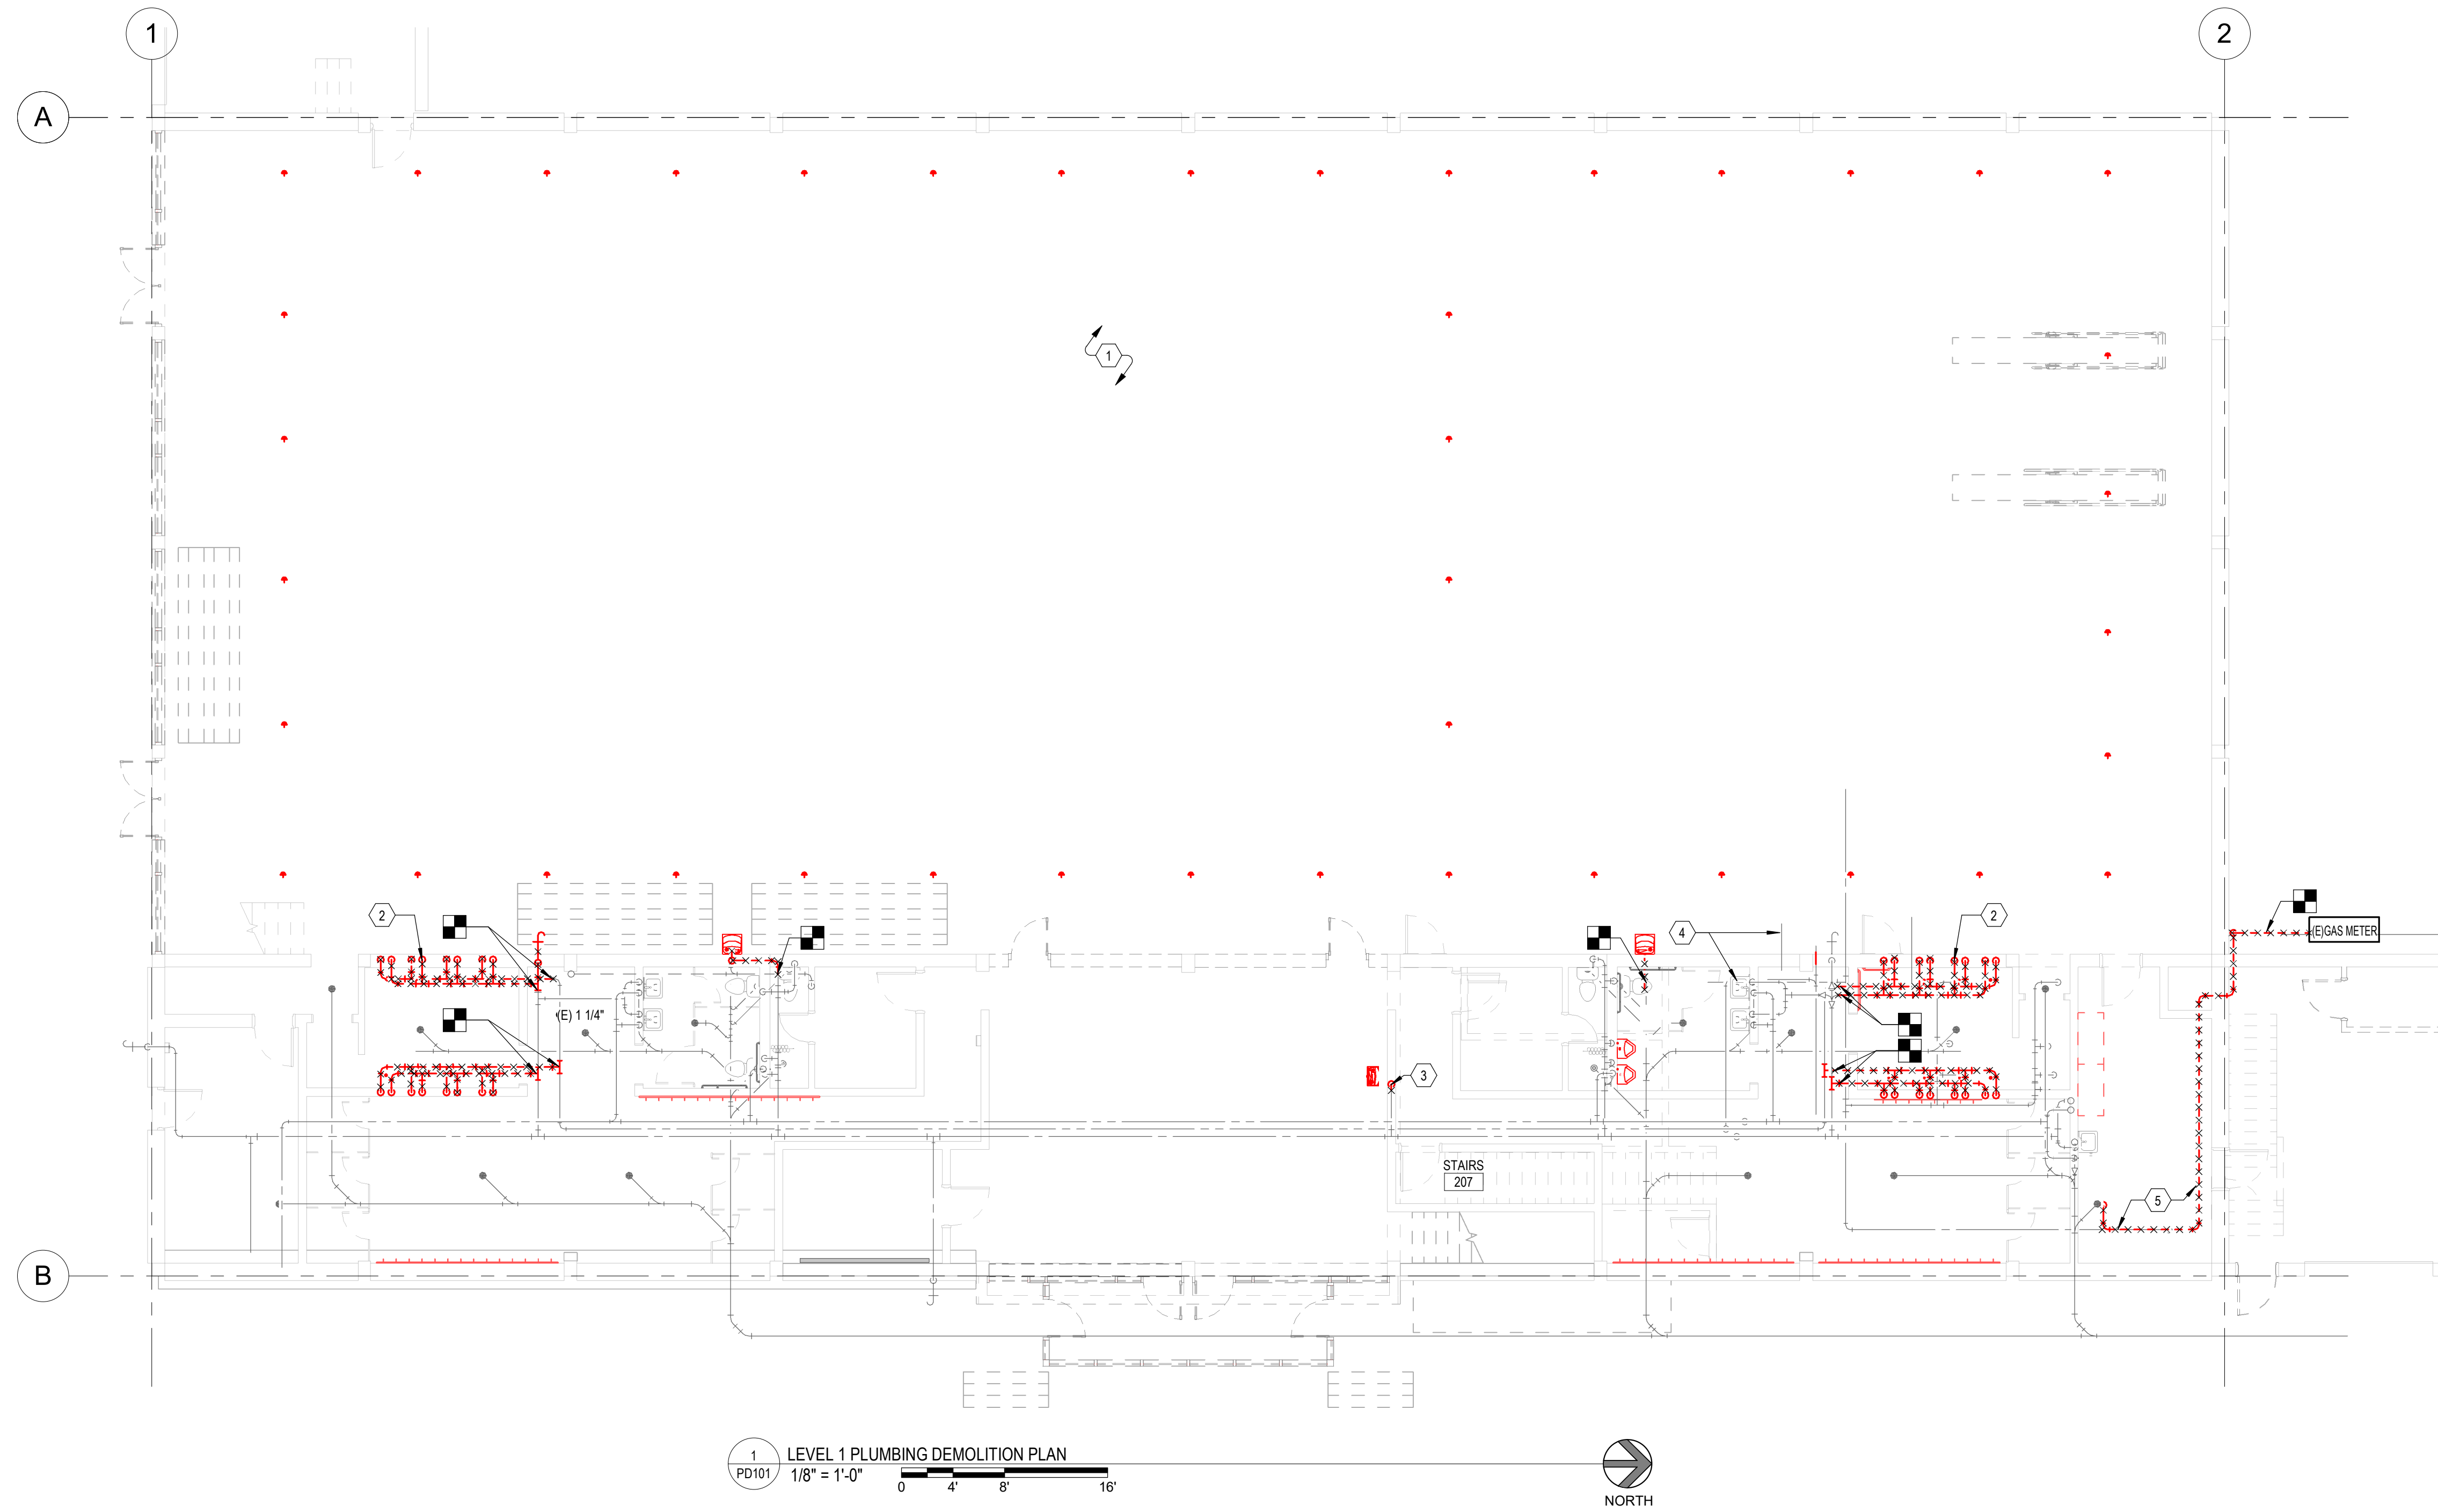 1
2
A
1
2
4
2
(E)GAS METER
(E) 1 1/4"
3
STAIRS
207
5
B
1
PD101
LEVEL 1 PLUMBING DEMOLITION PLAN
1/8" = 1'-0"
0 4' 8' 16'
NORTH